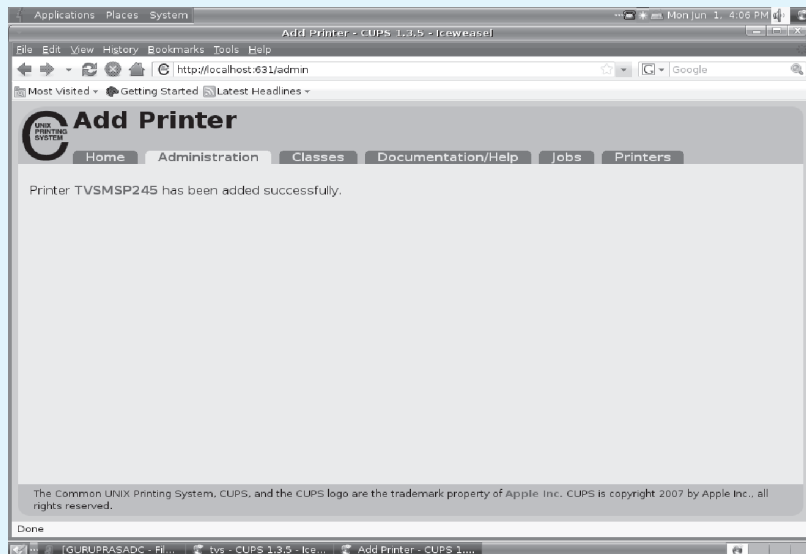 Applications Places System
Mon Jun 1, 4:06 PM
Add Printer - CUPS 1.3.5 - Iceweasel
File Edit View History Bookmarks Tools Help
http://localhost:631/admin
Google
Most Visited Getting Started Latest Headlines
UNIX PRINTING SYSTEM
Add Printer
Home Administration Classes Documentation/Help Jobs Printers
Printer TVSMSP245 has been added successfully.
The Common UNIX Printing System, CUPS, and the CUPS logo are the trademark property of Apple Inc. CUPS is copyright 2007 by Apple Inc., all
rights reserved.
Done
[GURUPRASADC - Fil... tvs - CUPS 1.3.5 - Ice... Add Printer - CUPS 1....